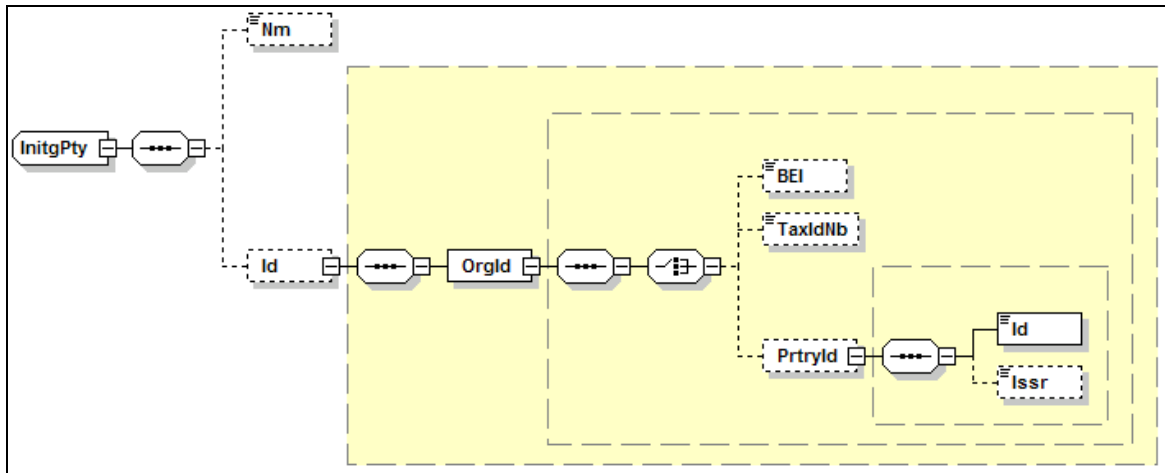 Nm
InitgPty
BEI
TaxIdNb
Id
OrgId
PrtryId
Id
Issr